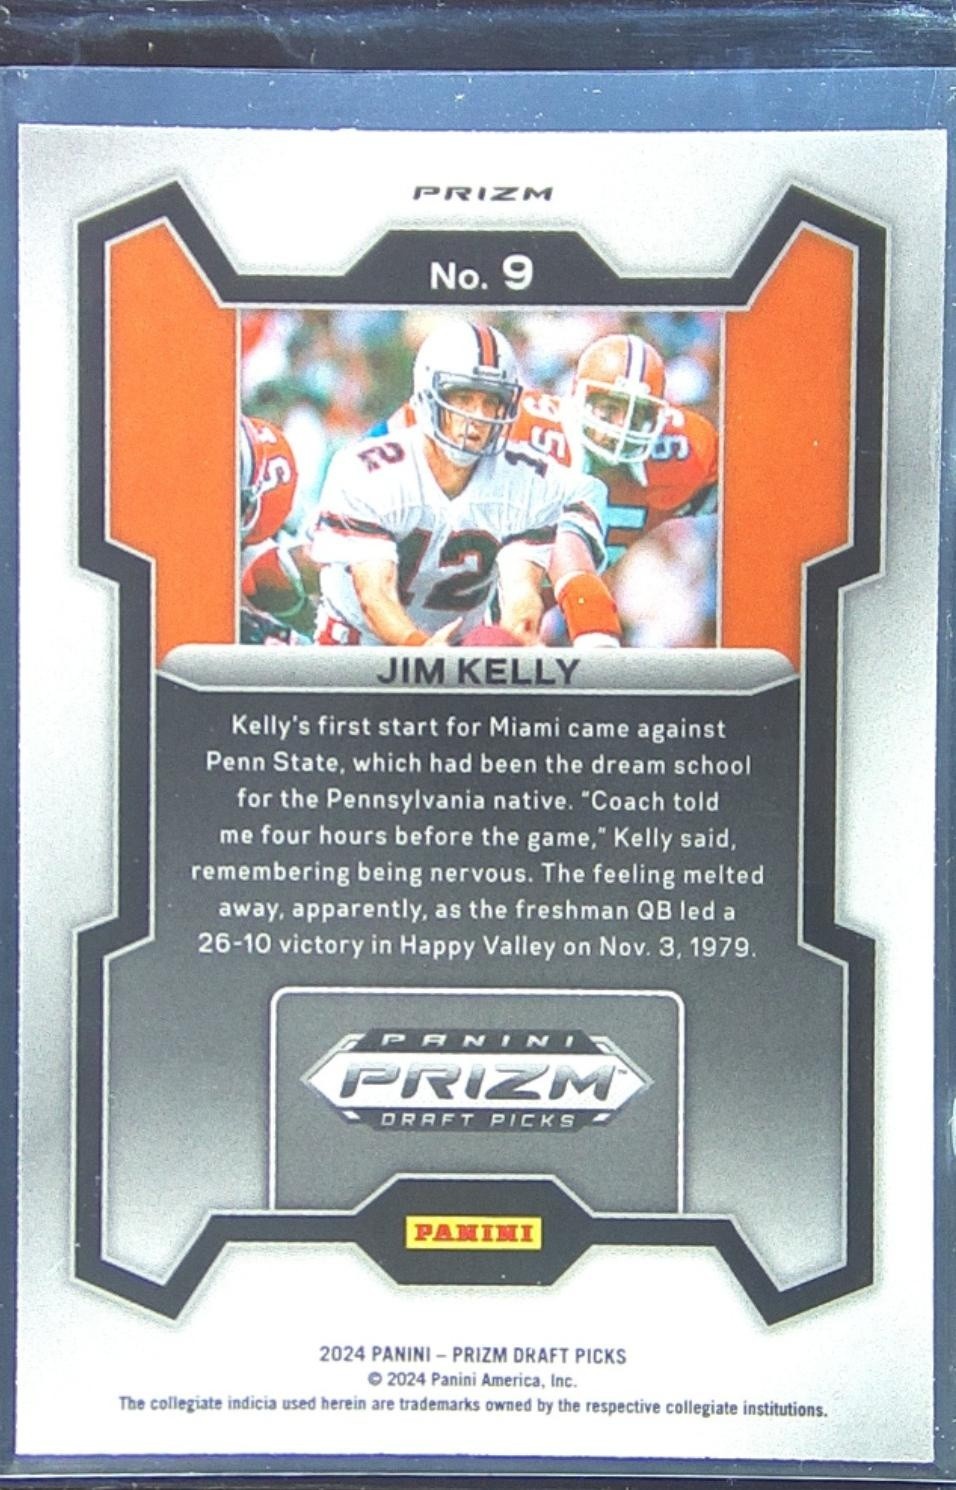 PRIZM
No. 9
12
12
95
JIM KELLY
Kelly's first start for Miami came against
Penn State, which had been the dream school
for the Pennsylvania native. "Coach told
me four hours before the game," Kelly said,
remembering being nervous. The feeling melted
away, apparently, as the freshman QB led a
26-10 victory in Happy Valley on Nov. 3, 1979.
PANINI
PRIZM™
DRAFT PICKS
PANINI
2024 PANINI – PRIZM DRAFT PICKS
© 2024 Panini America, Inc.
The collegiate indicia used herein are trademarks owned by the respective collegiate institutions.